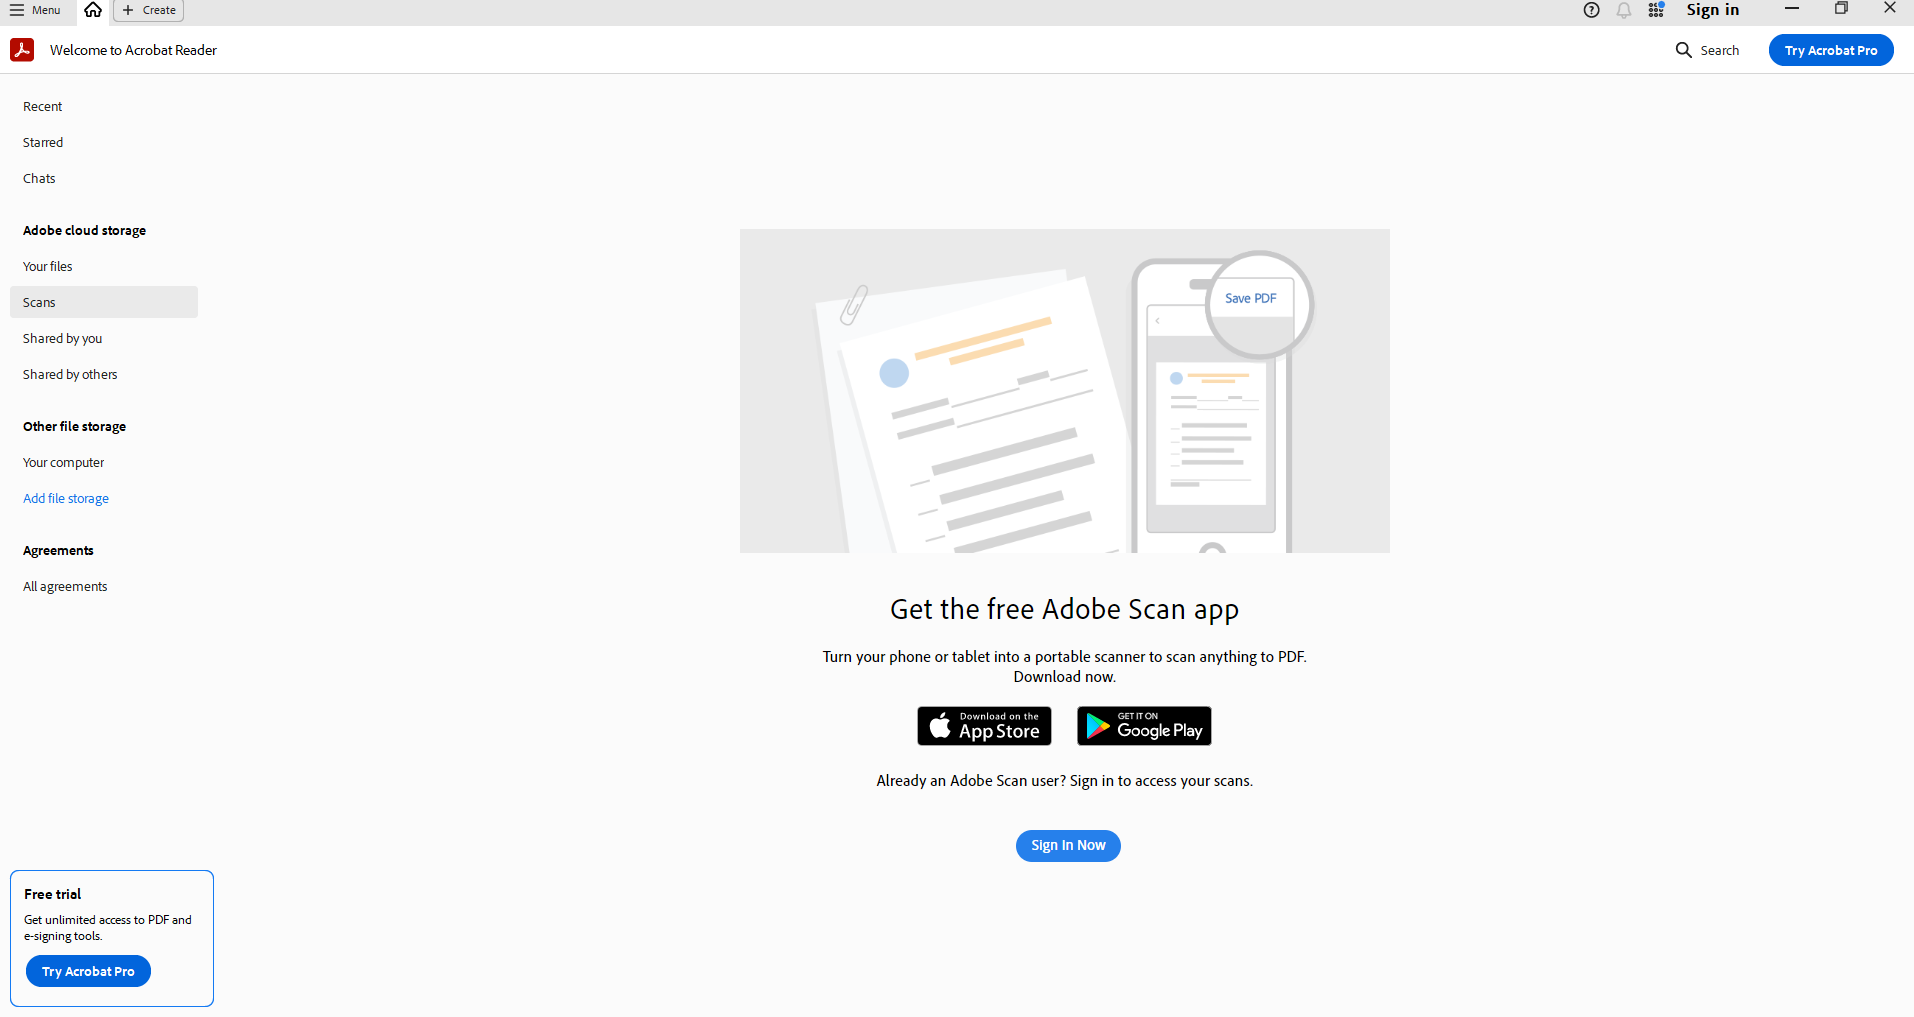 Menu
Create
Sign in
Welcome to Acrobat Reader
Search
Try Acrobat Pro
Recent
Starred
Chats
Adobe cloud storage
Your files
Scans
Shared by you
Shared by others
Other file storage
Your computer
Add file storage
Agreements
All agreements
Save PDF
Get the free Adobe Scan app
Turn your phone or tablet into a portable scanner to scan anything to PDF.
Download now.
Download on the
App Store
GET IT ON
Google Play
Already an Adobe Scan user? Sign in to access your scans.
Sign In Now
Free trial
Get unlimited access to PDF and
e-signing tools.
Try Acrobat Pro